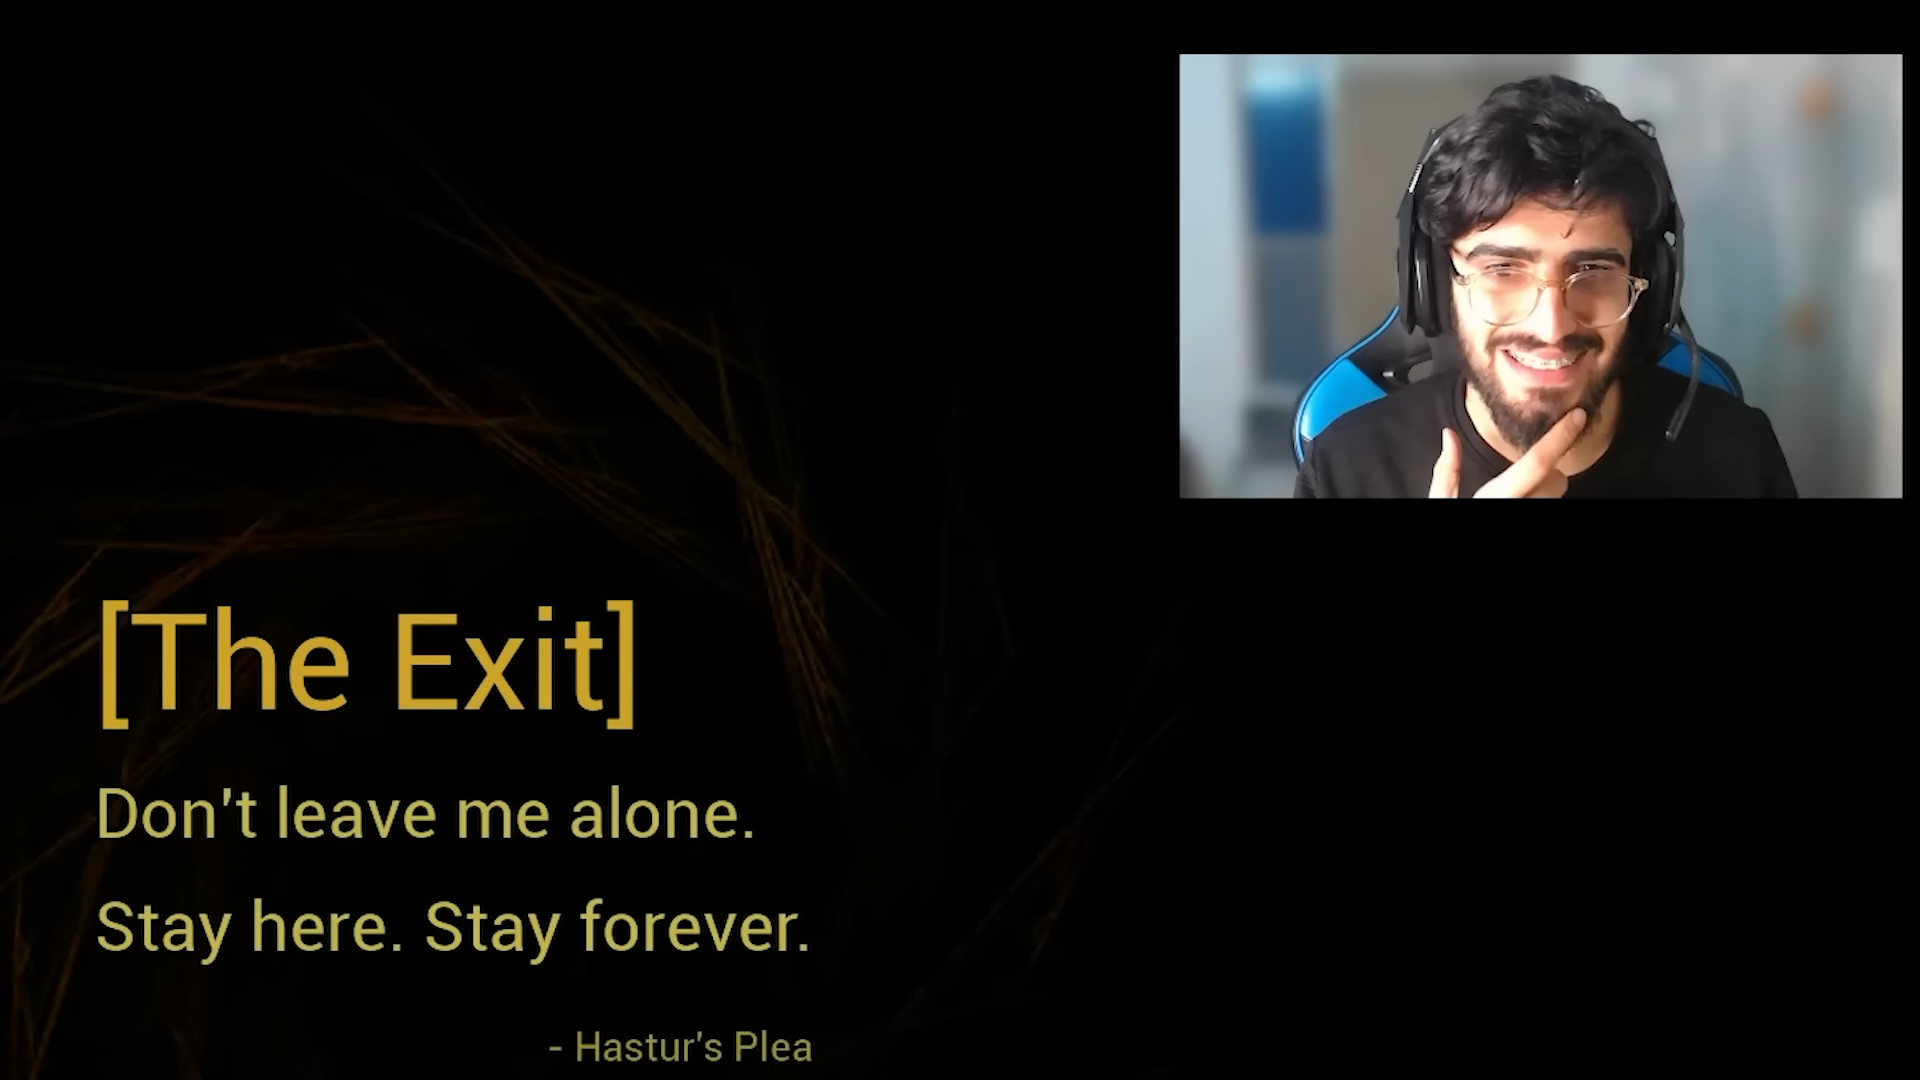 [The Exit]
Don't leave me alone.
Stay here. Stay forever.
- Hastur's Plea